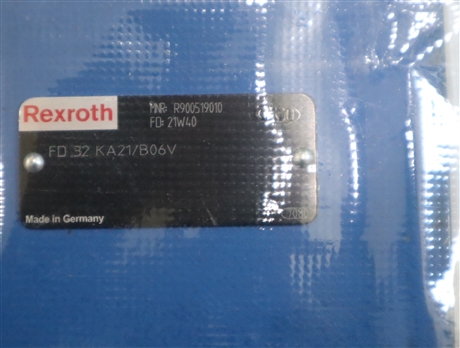 Rexroth
MNR: R900519010
FD: 21W40
FD 32 KA21/B06V
Made in Germany